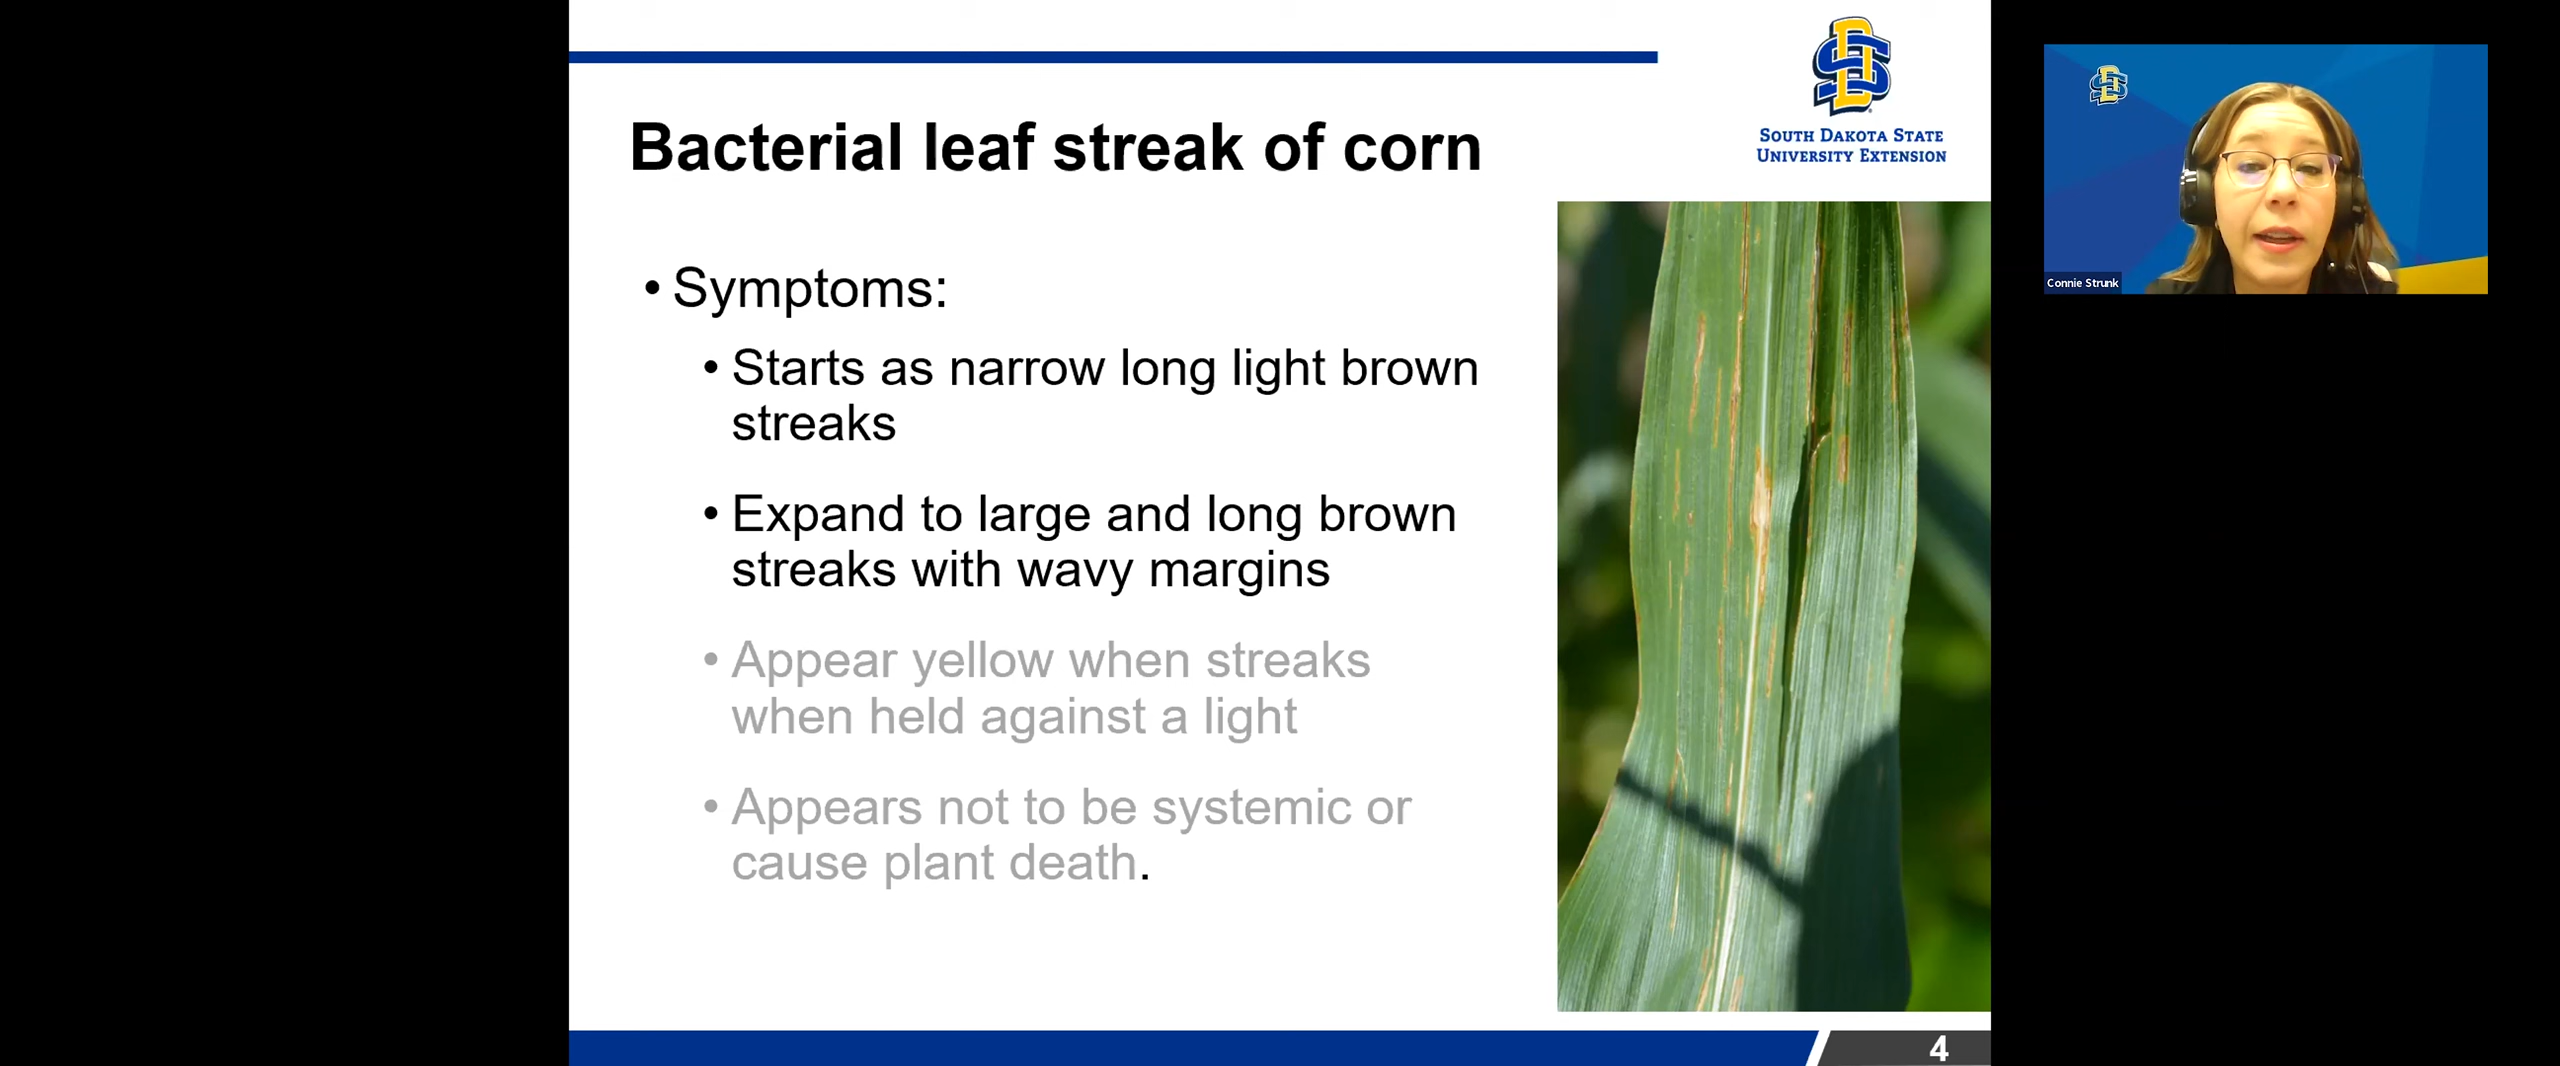 Bacterial leaf streak of corn
SOUTH DAKOTA STATE
UNIVERSITY EXTENSION
• Symptoms:
• Starts as narrow long light brown
streaks
• Expand to large and long brown
streaks with wavy margins
• Appear yellow when streaks
when held against a light
• Appears not to be systemic or
cause plant death.
4
Connie Strunk